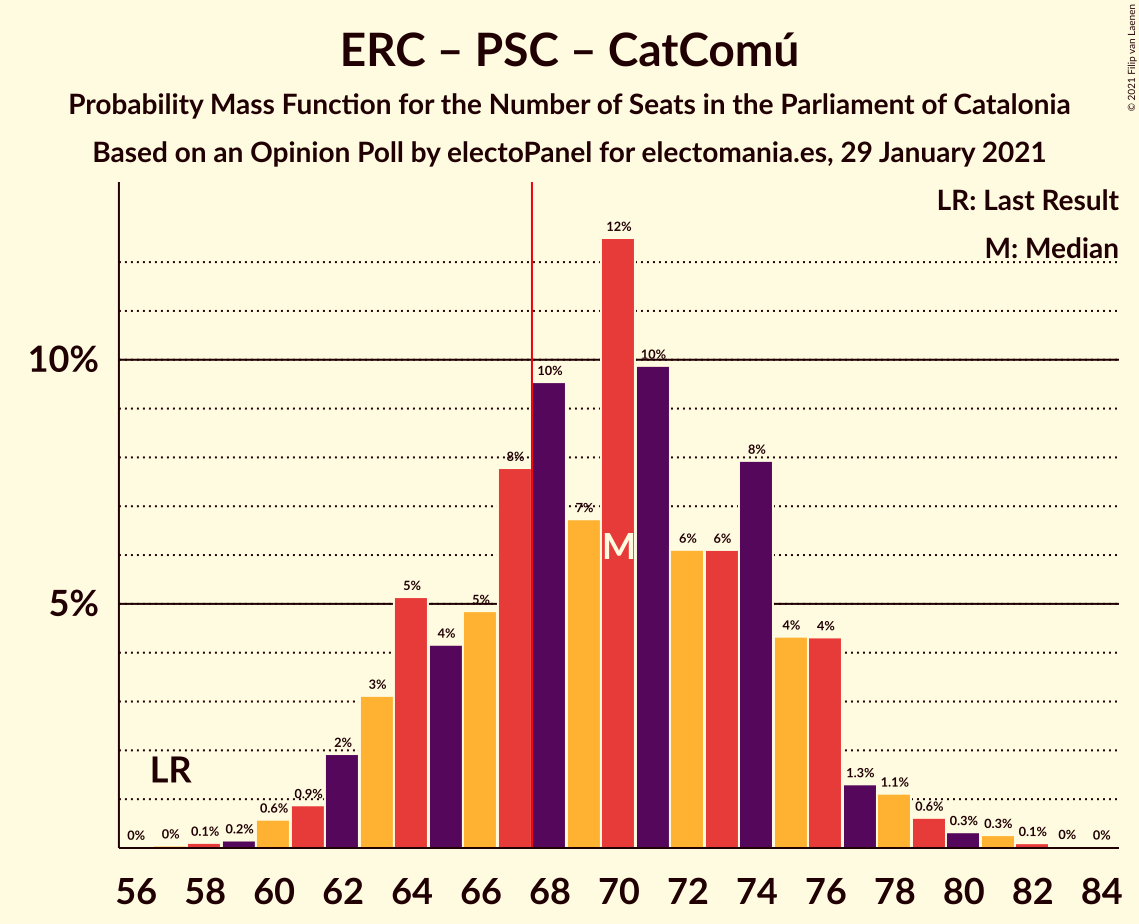 ERC – PSC – CatComú
Probability Mass Function for the Number of Seats in the Parliament of Catalonia
Based on an Opinion Poll by electoPanel for electomania.es, 29 January 2021
© 2021 Filip van Laenen
LR: Last Result
M: Median
10%
5%
0% 0% 0.1% 0.2% 0.6% 0.9% 2% 3% 5% 4% 5% 8% 10% 7% 12% 10% 6% 6% 8% 4% 4% 1.3% 1.1% 0.6% 0.3% 0.3% 0.1% 0% 0%
M
LR
56 58 60 62 64 66 68 70 72 74 76 78 80 82 84